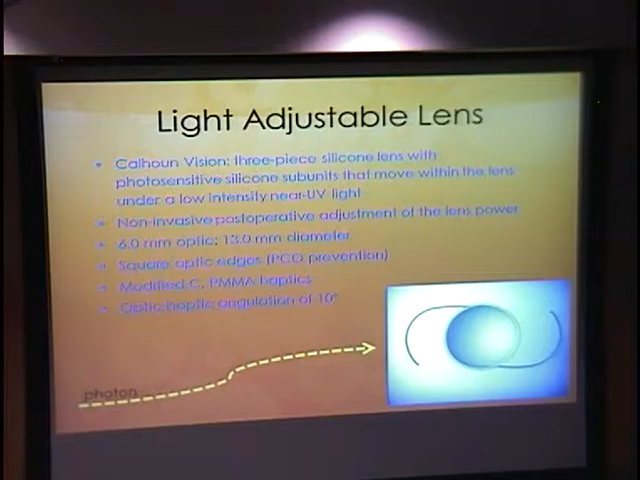 Light Adjustable Lens
• Calhoun Vision: three-piece silicone lens with
photosensitive silicone subunits that move within the lens
under a low intensity near-UV light
• Non-invasive postoperative adjustment of the lens power
• 6.0 mm optic; 13.0 mm diameter
• Square optic edges (PCO prevention)
• Modified C, PMMA haptics
• Optic-haptic angulation of 10°
photon